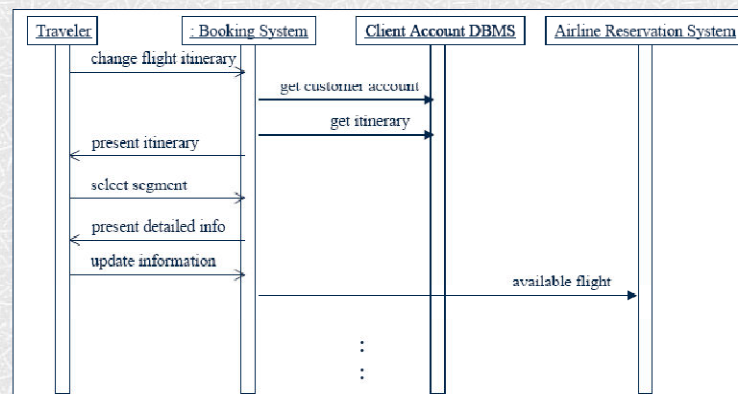 Traveler
: Booking System
Client Account DBMS
Airline Reservation System
change flight itinerary
get customer account
get itinerary
present itinerary
select segment
present detailed info
update information
available flight
:
: